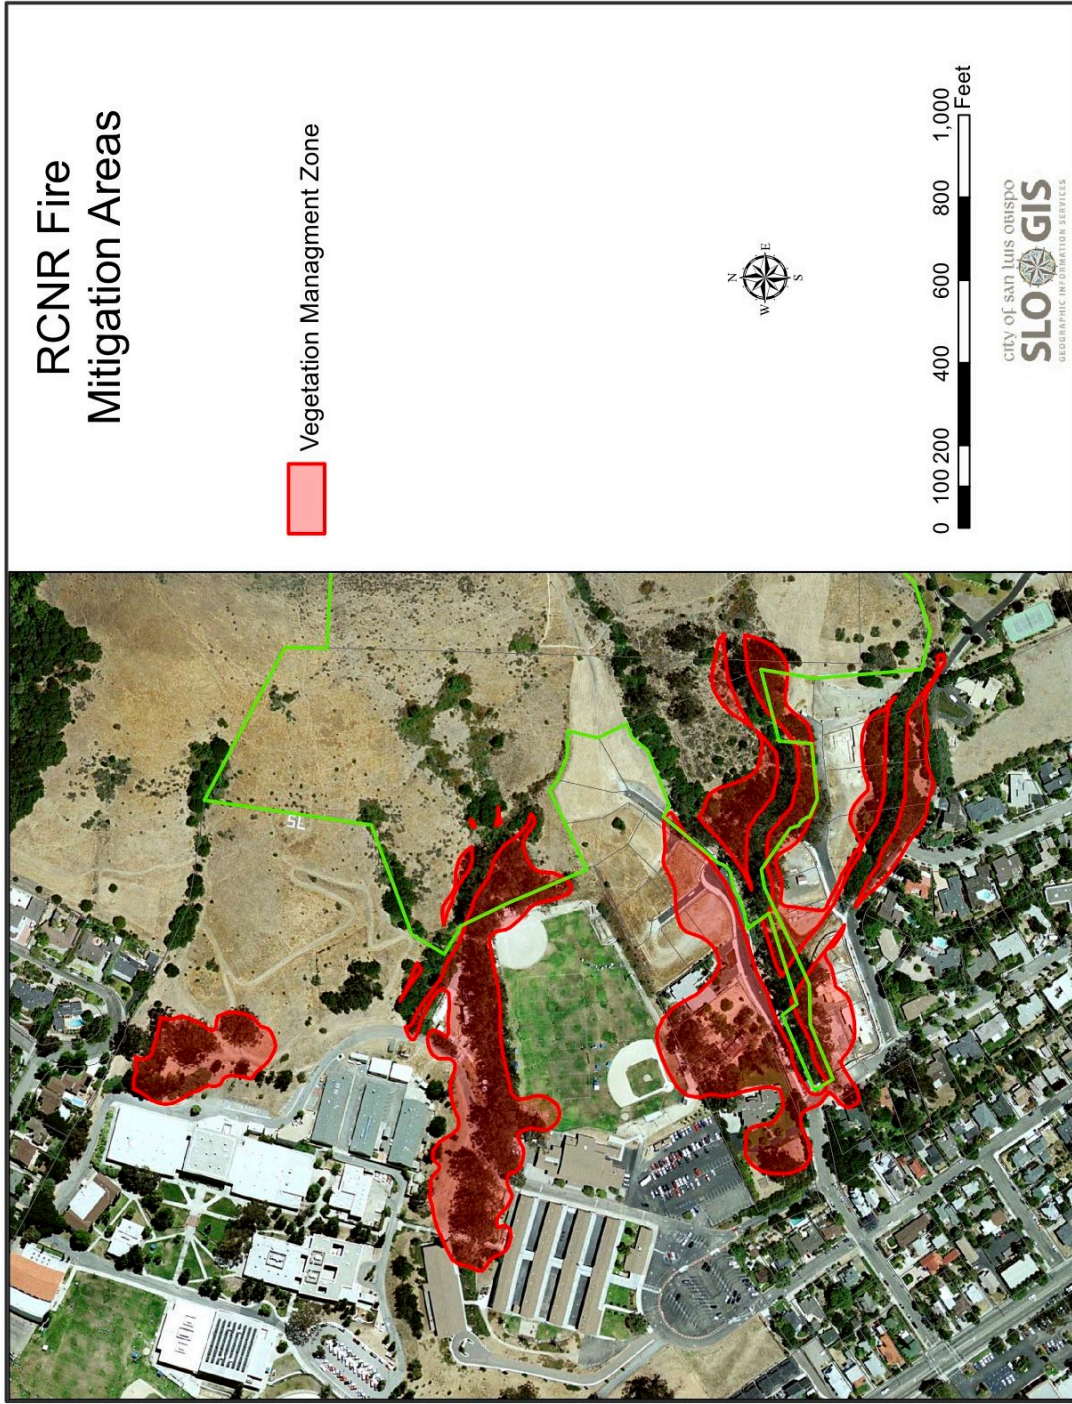 RCNR Fire
Mitigation Areas
Vegetation Managment Zone
N
W
E
S
0 100 200 400 600 800 1,000
Feet
city of san luis obispo
SLO GIS
GEOGRAPHIC INFORMATION SERVICES